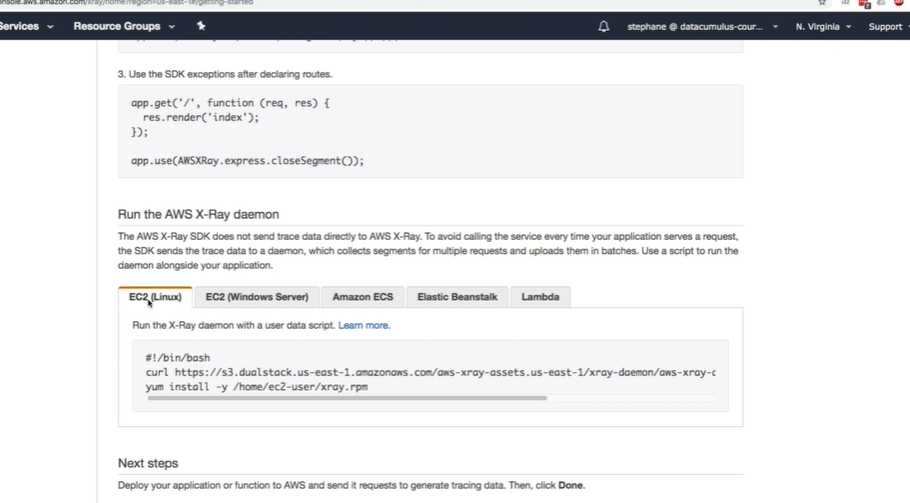 onsole.aws.amazon.com/xray/home?region=us-east-1#/getting-started
Services Resource Groups stephane @ datacumulus-cour... N. Virginia Support
3. Use the SDK exceptions after declaring routes.
app.get('/', function (req, res) {
res.render('index');
});
app.use(AWSXRay.express.closeSegment());
Run the AWS X-Ray daemon
The AWS X-Ray SDK does not send trace data directly to AWS X-Ray. To avoid calling the service every time your application serves a request,
the SDK sends the trace data to a daemon, which collects segments for multiple requests and uploads them in batches. Use a script to run the
daemon alongside your application.
EC2 (Linux) EC2 (Windows Server) Amazon ECS Elastic Beanstalk Lambda
Run the X-Ray daemon with a user data script. Learn more.
#!/bin/bash
curl https://s3.dualstack.us-east-1.amazonaws.com/aws-xray-assets.us-east-1/xray-daemon/aws-xray-c
yum install -y /home/ec2-user/xray.rpm
Next steps
Deploy your application or function to AWS and send it requests to generate tracing data. Then, click Done.